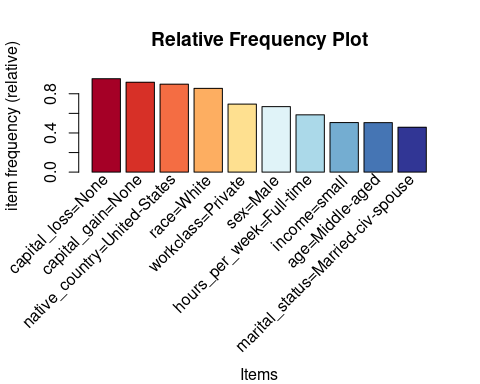 Relative Frequency Plot
item frequency (relative)
0.8
0.4
0.0
capital_loss=None
capital_gain=None
native_country=United-States
race=White
workclass=Private
sex=Male
hours_per_week=Full-time
income=small
age=Middle-aged
marital_status=Married-civ-spouse
Items